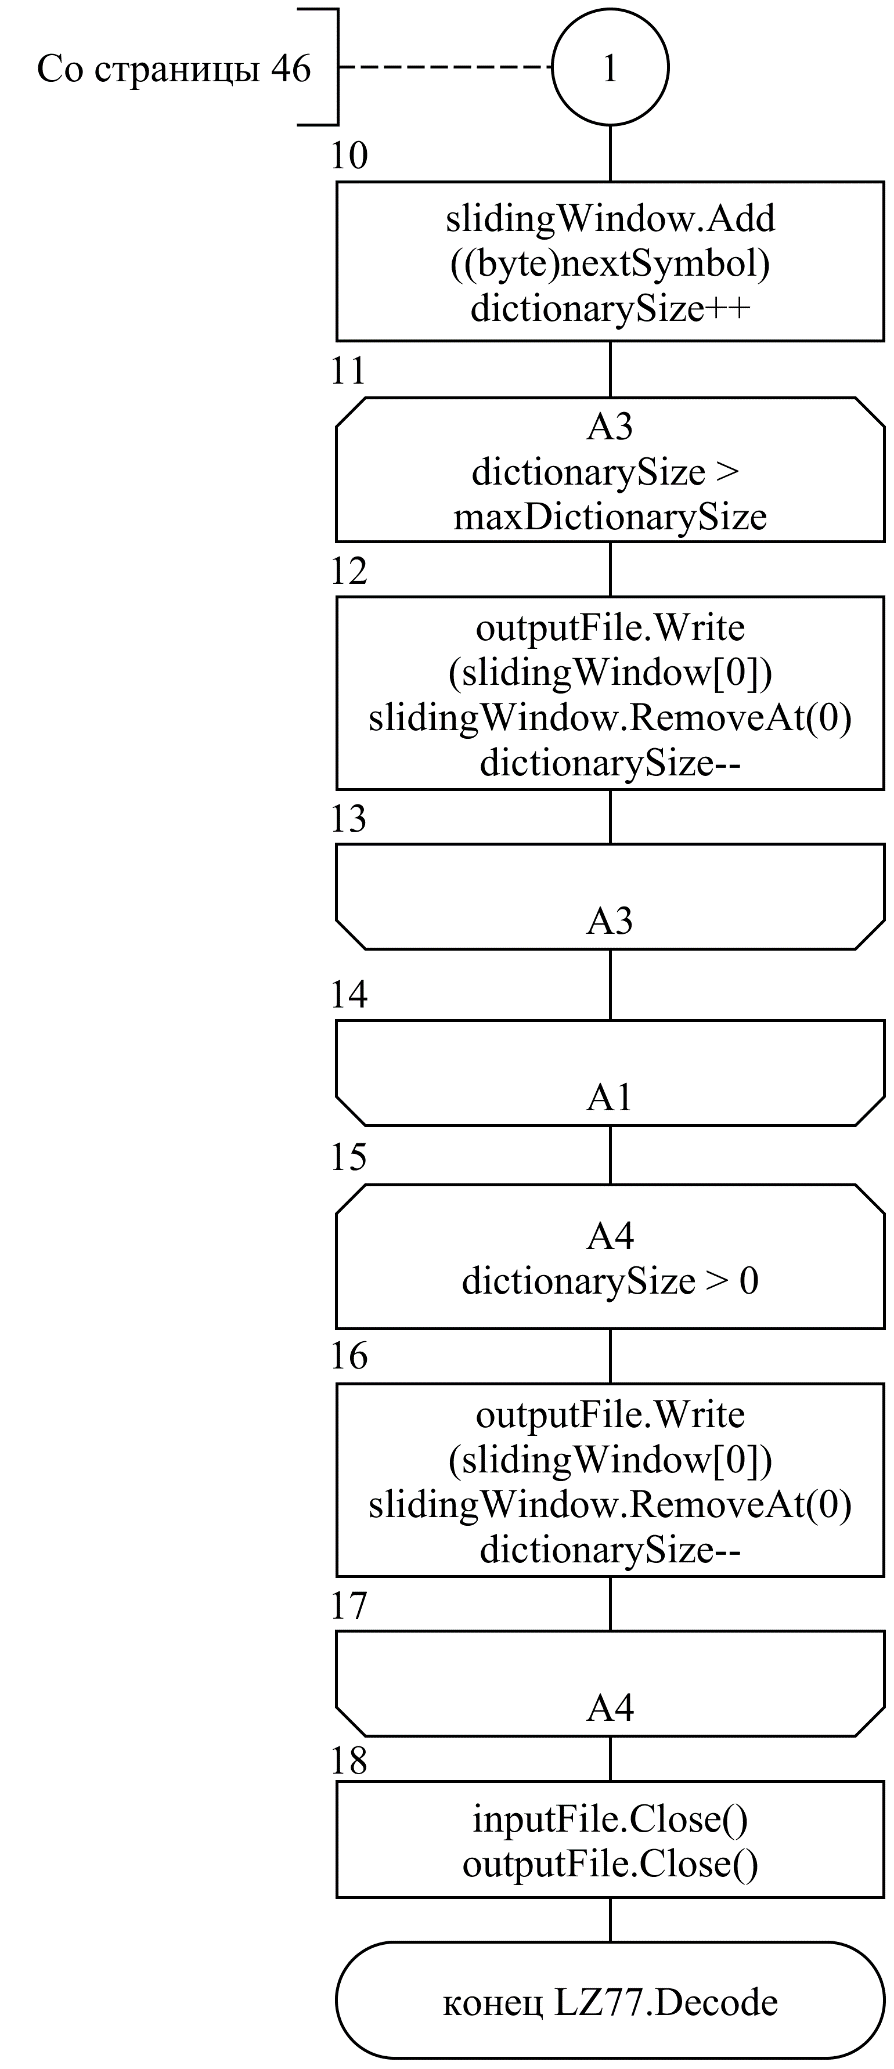 Со страницы 46
1
10
slidingWindow.Add
((byte)nextSymbol)
dictionarySize++
11
A3
dictionarySize >
maxDictionarySize
12
outputFile.Write
(slidingWindow[0])
slidingWindow.RemoveAt(0)
dictionarySize--
13
A3
14
A1
15
A4
dictionarySize > 0
16
outputFile.Write
(slidingWindow[0])
slidingWindow.RemoveAt(0)
dictionarySize--
17
A4
18
inputFile.Close()
outputFile.Close()
конец LZ77.Decode